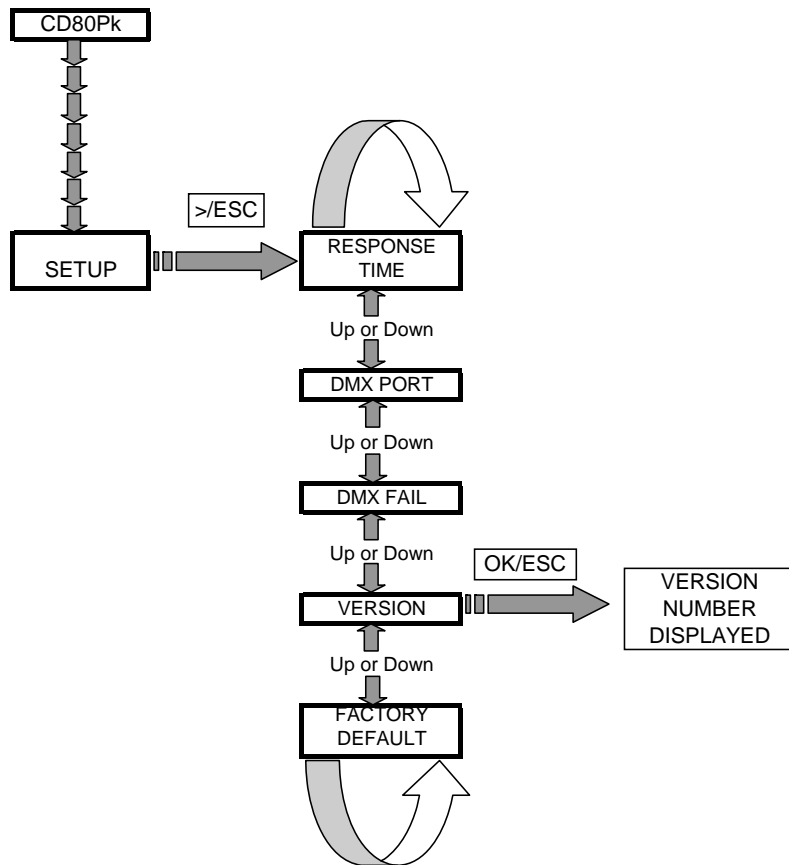 CD80Pk
>/ESC
SETUP
RESPONSE
TIME
Up or Down
DMX PORT
Up or Down
DMX FAIL
Up or Down
OK/ESC
VERSION
VERSION
NUMBER
DISPLAYED
Up or Down
FACTORY
DEFAULT